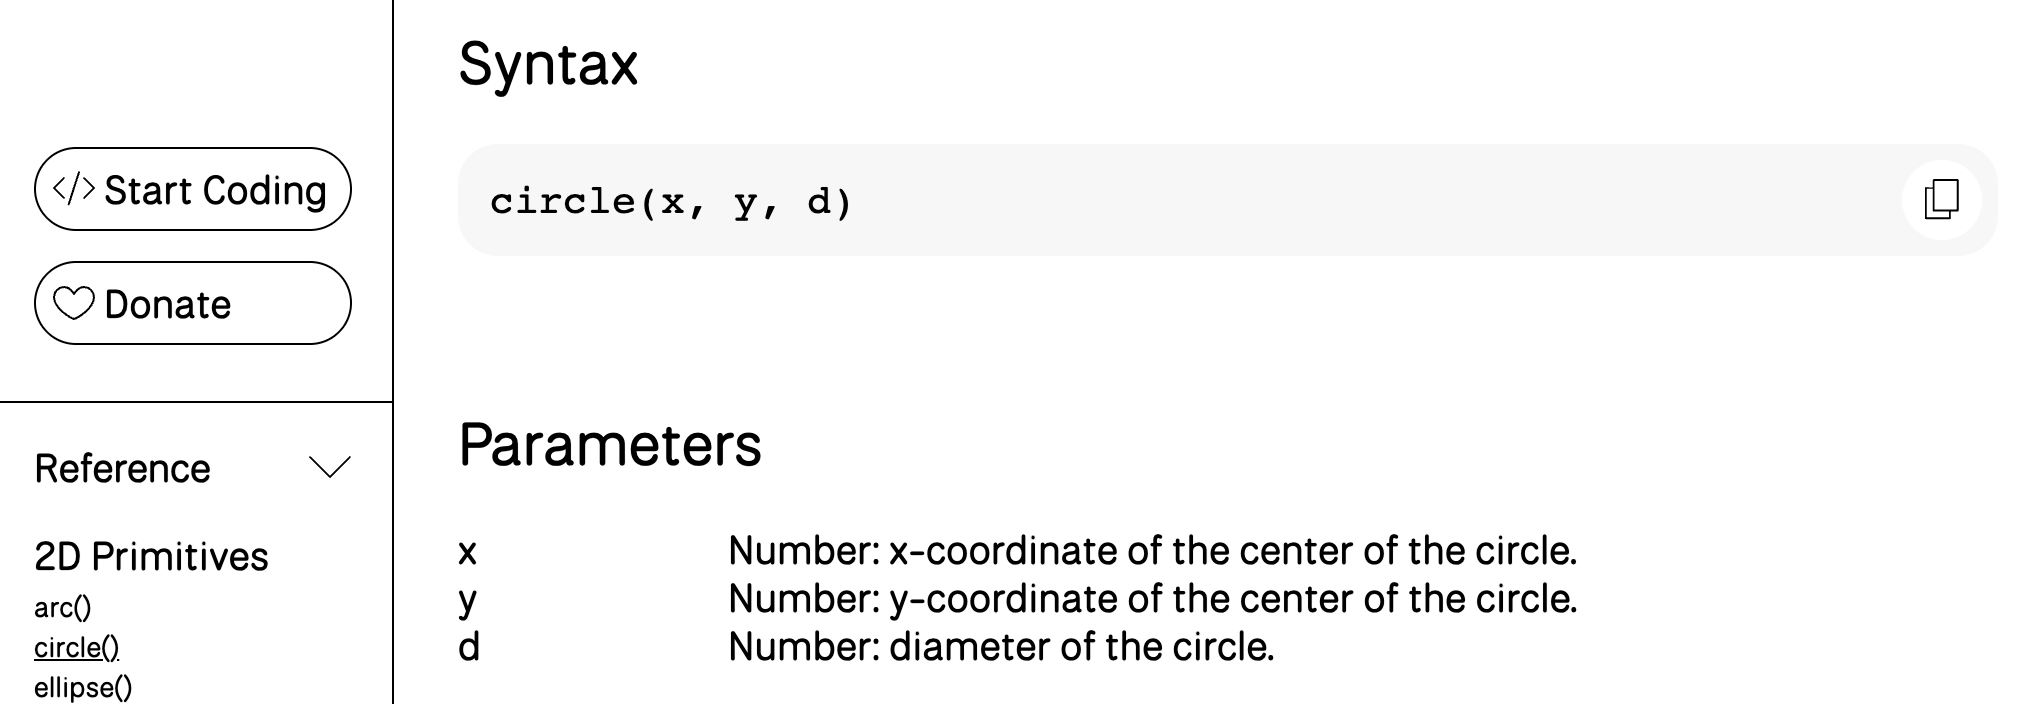 Start Coding
Donate
Reference
2D Primitives
arc()
circle()
ellipse()
Syntax
circle(x, y, d)
Parameters
x Number: x-coordinate of the center of the circle.
y Number: y-coordinate of the center of the circle.
d Number: diameter of the circle.